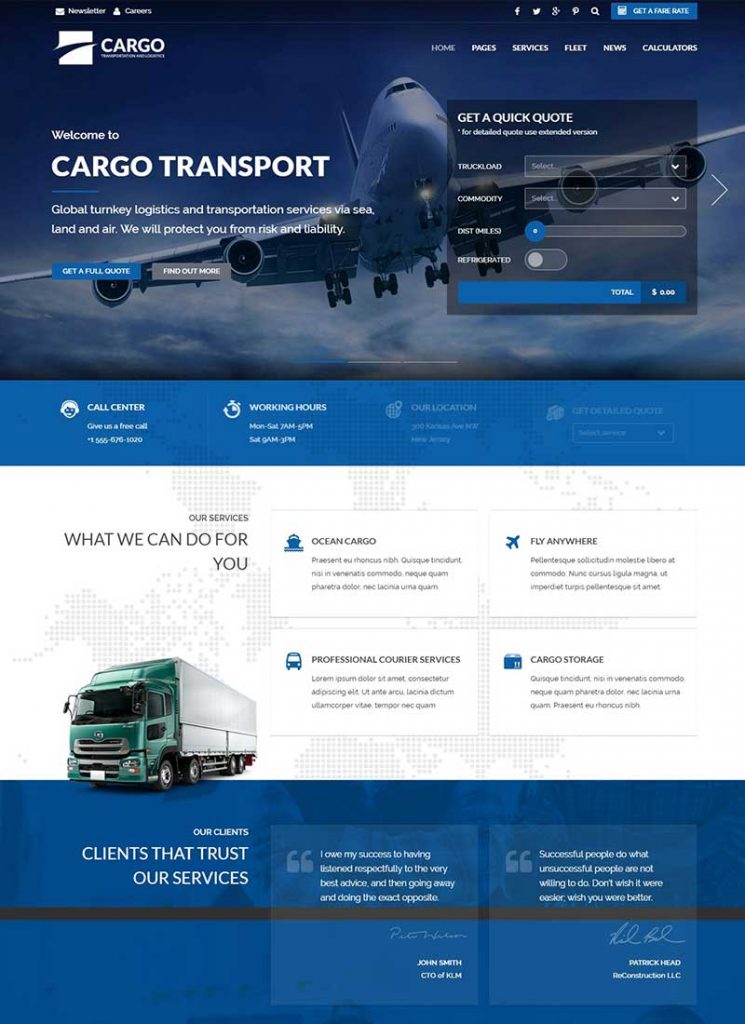 Newsletter Careers
GET A FARE RATE
CARGO
TRANSPORTATION AND LOGISTICS
HOME PAGES SERVICES FLEET NEWS CALCULATORS
Welcome to
CARGO TRANSPORT
Global turnkey logistics and transportation services via sea,
land and air. We will protect you from risk and liability.
GET A FULL QUOTE
FIND OUT MORE
GET A QUICK QUOTE
* for detailed quote use extended version
TRUCKLOAD Select...
COMMODITY Select...
DIST (MILES) 0
REFRIGERATED
TOTAL $ 0.00
CALL CENTER
Give us a free call
+1 555-676-1020
WORKING HOURS
Mon-Sat 7AM-5PM
Sat 9AM-3PM
OUR LOCATION
300 Kansas Ave NW
New Jersey
GET DETAILED QUOTE
Select service
OUR SERVICES
WHAT WE CAN DO FOR
YOU
OCEAN CARGO
Praesent eu rhoncus nibh. Quisque tincidunt,
nisi in venenatis commodo, neque quam
pharetra dolor, nec lacinia urna quam.
FLY ANYWHERE
Pellentesque sollicitudin molestie libero at
commodo. Nunc cursus ligula magna, ut
imperdiet turpis pellentesque sit amet.
PROFESSIONAL COURIER SERVICES
Lorem ipsum dolor sit amet, consectetur
adipiscing elit. Ut ante arcu, lacinia dictum
ullamcorper vitae, tempor nec quam
CARGO STORAGE
Quisque tincidunt, nisi in venenatis commodo,
neque quam pharetra dolor, nec lacinia urna
quam. Praesent eu rhoncus nibh.
OUR CLIENTS
CLIENTS THAT TRUST
OUR SERVICES
I owe my success to having
listened respectfully to the very
best advice, and then going away
and doing the exact opposite.
JOHN SMITH
CTO of KLM
Successful people do what
unsuccessful people are not
willing to do. Don't wish it were
easier; wish you were better.
PATRICK HEAD
ReConstruction LLC